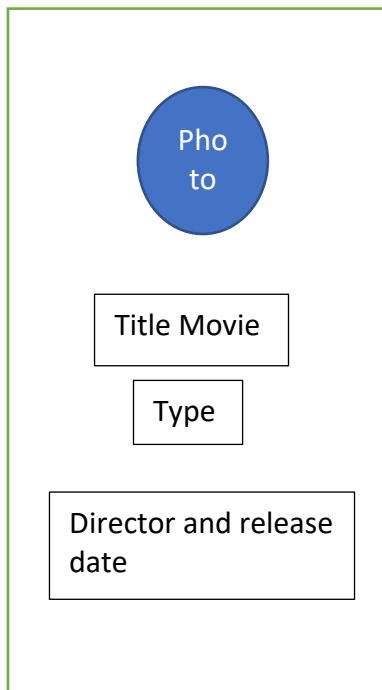 Pho
to
Title Movie
Type
Director and release
date